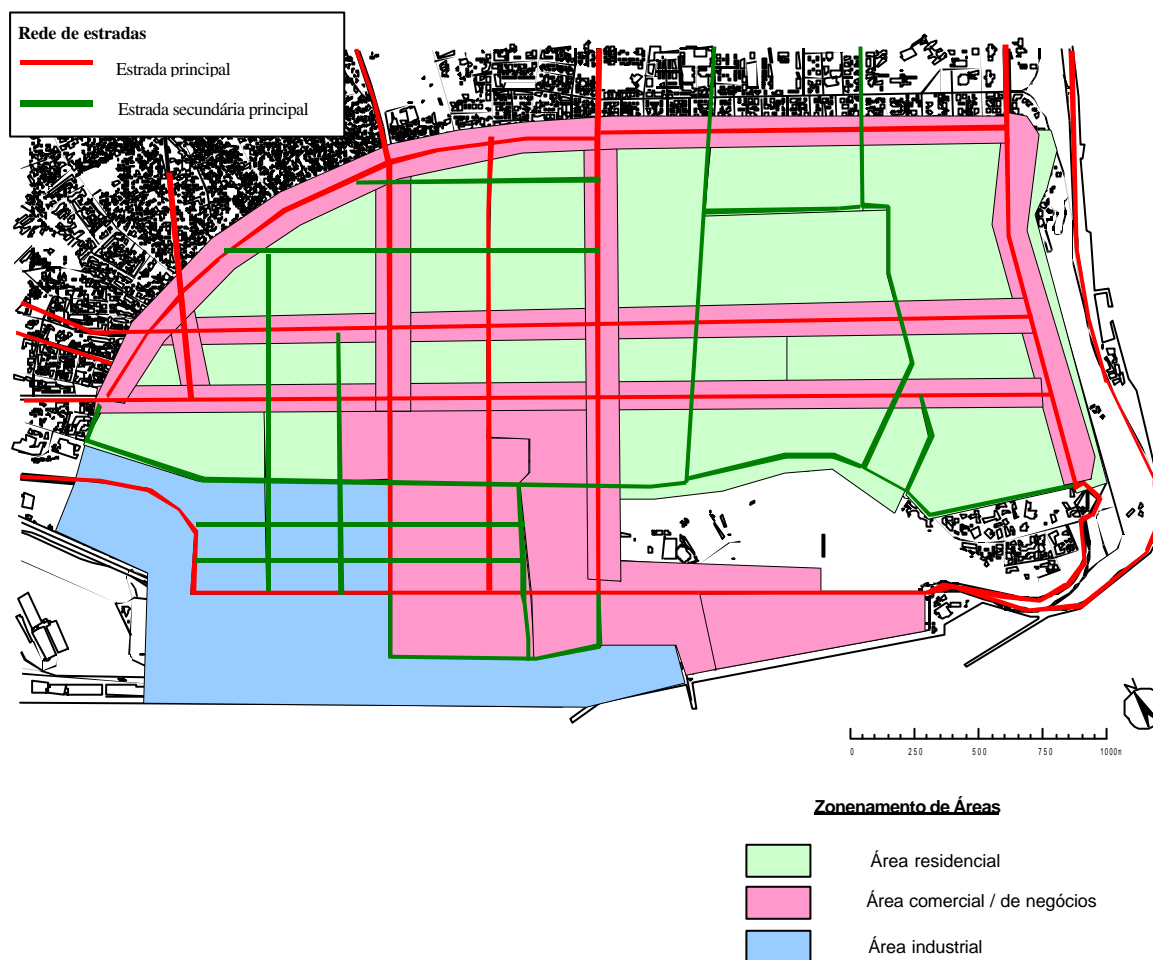 Rede de estradas
Estrada principal
Estrada secundária principal
N
0 250 500 750 1000m
Zonenamento de Áreas
Área residencial
Área comercial / de negócios
Área industrial